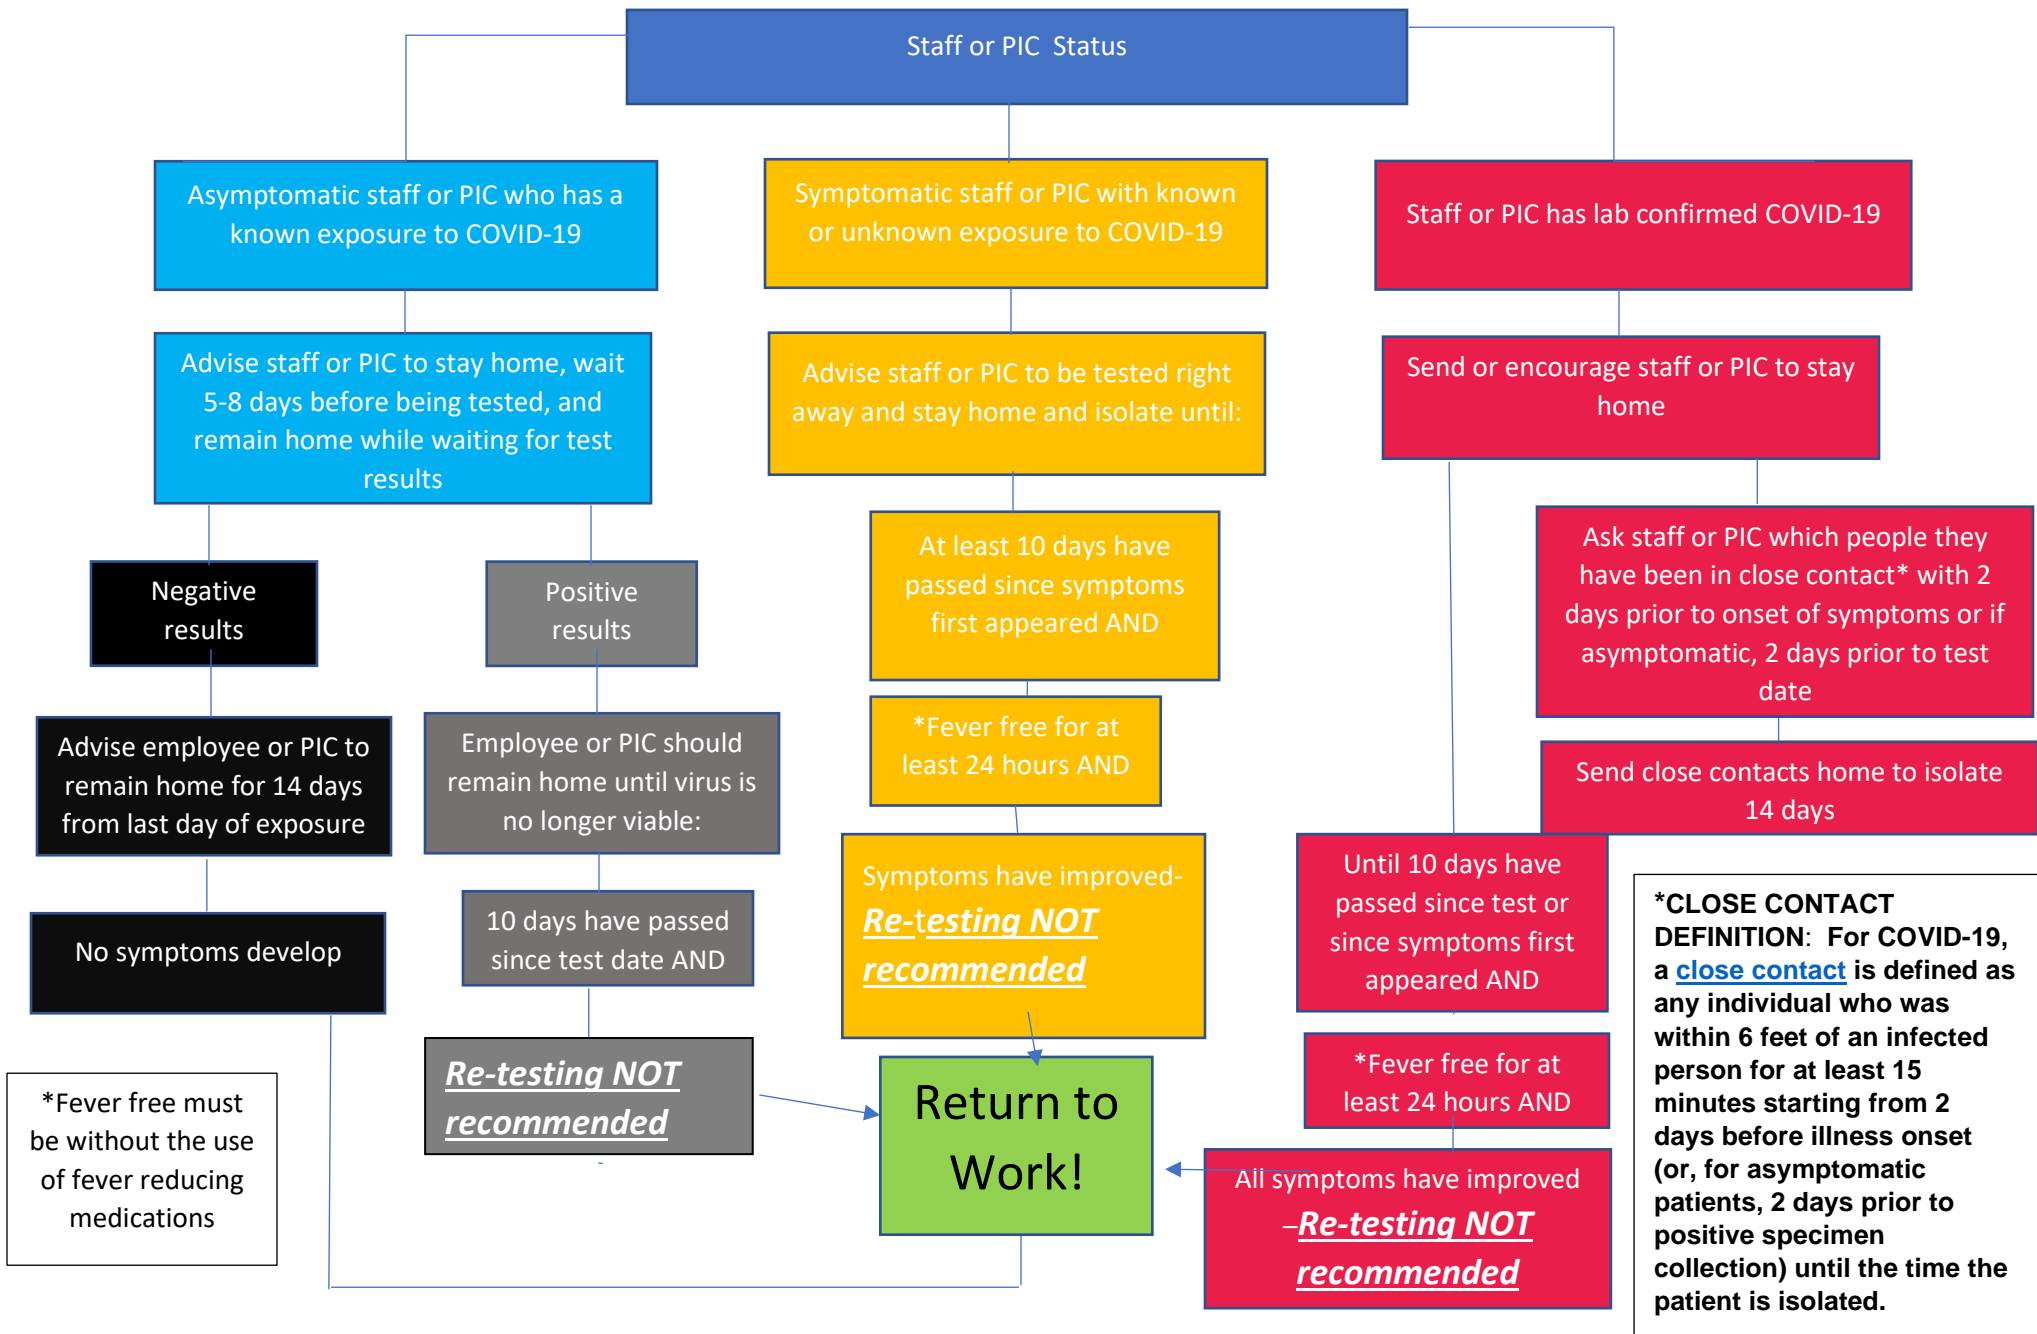 Staff or PIC  Status
Asymptomatic staff or PIC who has a
known exposure to COVID-19
Symptomatic staff or PIC with known
or unknown exposure to COVID-19
Staff or PIC has lab confirmed COVID-19
Advise staff or PIC to stay home, wait
5-8 days before being tested, and
remain home while waiting for test
results
Advise staff or PIC to be tested right
away and stay home and isolate until:
Send or encourage staff or PIC to stay
home
Negative
results
Positive
results
At least 10 days have
passed since symptoms
first appeared AND
Ask staff or PIC which people they
have been in close contact* with 2
days prior to onset of symptoms or if
asymptomatic, 2 days prior to test
date
Advise employee or PIC to
remain home for 14 days
from last day of exposure
Employee or PIC should
remain home until virus is
no longer viable:
*Fever free for at
least 24 hours AND
Send close contacts home to isolate
14 days
No symptoms develop
10 days have passed
since test date AND
Symptoms have improved-
Re-testing NOT
recommended
Until 10 days have
passed since test or
since symptoms first
appeared AND
*CLOSE CONTACT
DEFINITION:  For COVID-19,
a close contact is defined as
any individual who was
within 6 feet of an infected
person for at least 15
minutes starting from 2
days before illness onset
(or, for asymptomatic
patients, 2 days prior to
positive specimen
collection) until the time the
patient is isolated.
*Fever free must
be without the use
of fever reducing
medications
Re-testing NOT
recommended
Return to
Work!
*Fever free for at
least 24 hours AND
All symptoms have improved
–Re-testing NOT
recommended